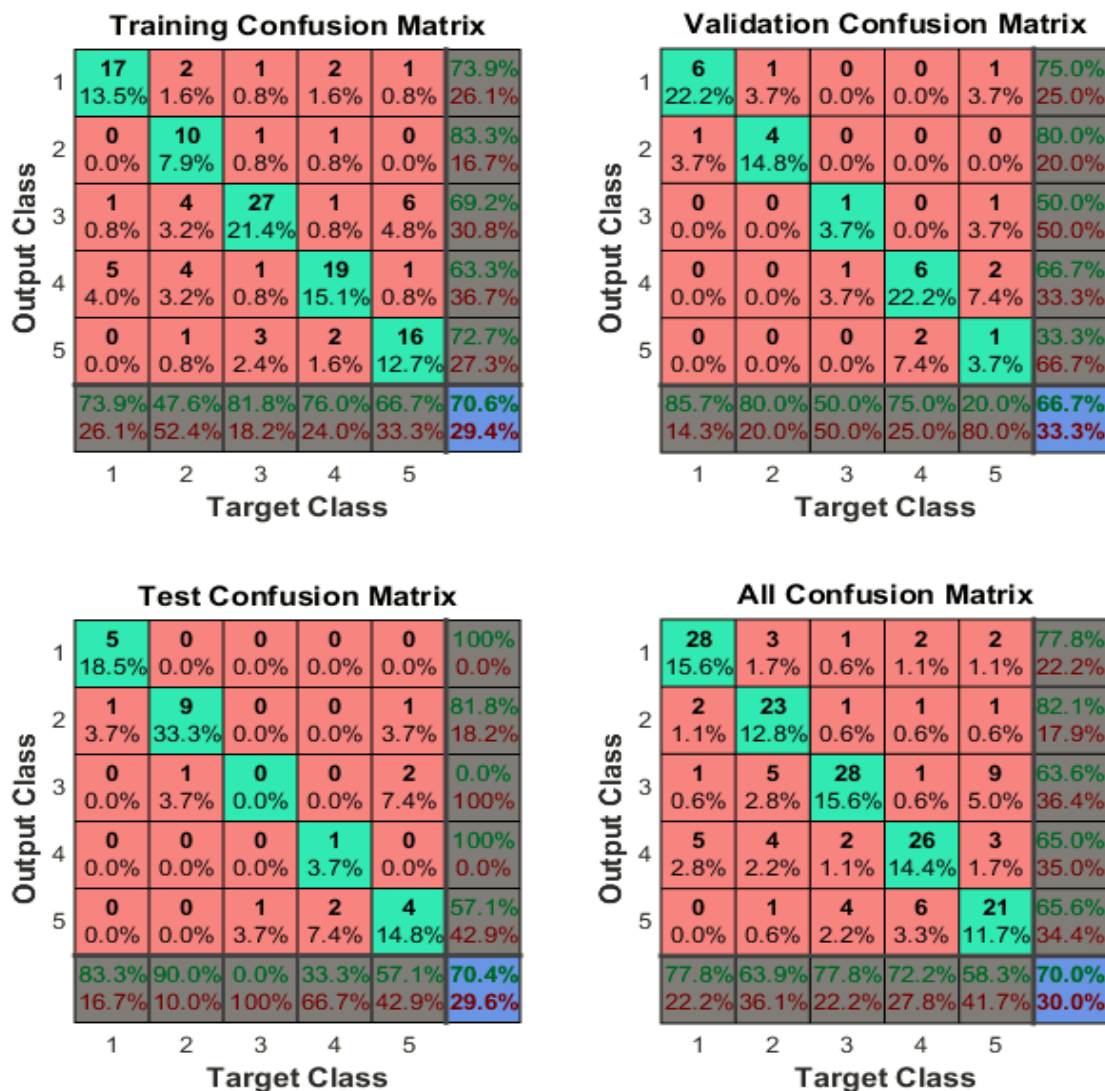 Training Confusion Matrix
1 17 2 1 2 1 73.9%
13.5% 1.6% 0.8% 1.6% 0.8% 26.1%
2 0 10 1 1 0 83.3%
0.0% 7.9% 0.8% 0.8% 0.0% 16.7%
3 1 4 27 1 6 69.2%
0.8% 3.2% 21.4% 0.8% 4.8% 30.8%
4 5 4 1 19 1 63.3%
4.0% 3.2% 0.8% 15.1% 0.8% 36.7%
5 0 1 3 2 16 72.7%
0.0% 0.8% 2.4% 1.6% 12.7% 27.3%
73.9% 47.6% 81.8% 76.0% 66.7% 70.6%
26.1% 52.4% 18.2% 24.0% 33.3% 29.4%
1 2 3 4 5
Target Class
Output Class
Validation Confusion Matrix
1 6 1 0 0 1 75.0%
22.2% 3.7% 0.0% 0.0% 3.7% 25.0%
2 1 4 0 0 0 80.0%
3.7% 14.8% 0.0% 0.0% 0.0% 20.0%
3 0 0 1 0 1 50.0%
0.0% 0.0% 3.7% 0.0% 3.7% 50.0%
4 0 0 1 6 2 66.7%
0.0% 0.0% 3.7% 22.2% 7.4% 33.3%
5 0 0 0 2 1 33.3%
0.0% 0.0% 0.0% 7.4% 3.7% 66.7%
85.7% 80.0% 50.0% 75.0% 20.0% 66.7%
14.3% 20.0% 50.0% 25.0% 80.0% 33.3%
1 2 3 4 5
Target Class
Output Class
Test Confusion Matrix
1 5 0 0 0 0 100%
18.5% 0.0% 0.0% 0.0% 0.0% 0.0%
2 1 9 0 0 1 81.8%
3.7% 33.3% 0.0% 0.0% 3.7% 18.2%
3 0 1 0 0 2 0.0%
0.0% 3.7% 0.0% 0.0% 7.4% 100%
4 0 0 0 1 0 100%
0.0% 0.0% 0.0% 3.7% 0.0% 0.0%
5 0 0 1 2 4 57.1%
0.0% 0.0% 3.7% 7.4% 14.8% 42.9%
83.3% 90.0% 0.0% 33.3% 57.1% 70.4%
16.7% 10.0% 100% 66.7% 42.9% 29.6%
1 2 3 4 5
Target Class
Output Class
All Confusion Matrix
1 28 3 1 2 2 77.8%
15.6% 1.7% 0.6% 1.1% 1.1% 22.2%
2 2 23 1 1 1 82.1%
1.1% 12.8% 0.6% 0.6% 0.6% 17.9%
3 1 5 28 1 9 63.6%
0.6% 2.8% 15.6% 0.6% 5.0% 36.4%
4 5 4 2 26 3 65.0%
2.8% 2.2% 1.1% 14.4% 1.7% 35.0%
5 0 1 4 6 21 65.6%
0.0% 0.6% 2.2% 3.3% 11.7% 34.4%
77.8% 63.9% 77.8% 72.2% 58.3% 70.0%
22.2% 36.1% 22.2% 27.8% 41.7% 30.0%
1 2 3 4 5
Target Class
Output Class